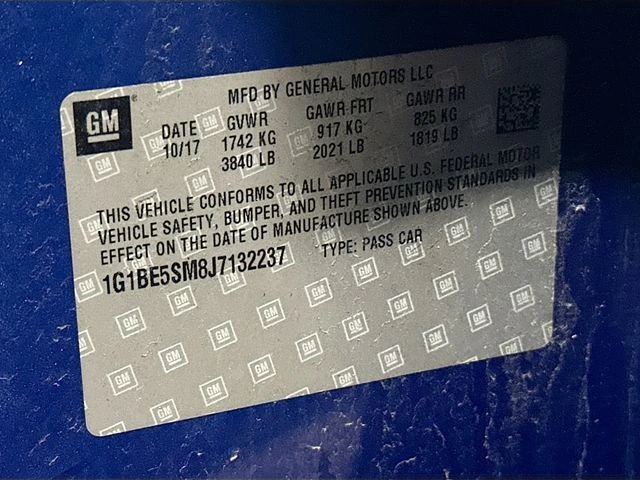 GM
MFD BY GENERAL MOTORS LLC
DATE GVWR GAWR FRT GAWR RR
10/17 1742 KG 917 KG 825 KG
3840 LB 2021 LB 1819 LB
THIS VEHICLE CONFORMS TO ALL APPLICABLE U.S. FEDERAL MOTOR
VEHICLE SAFETY, BUMPER, AND THEFT PREVENTION STANDARDS IN
EFFECT ON THE DATE OF MANUFACTURE SHOWN ABOVE.
1G1BE5SM8J7132237 TYPE: PASS CAR